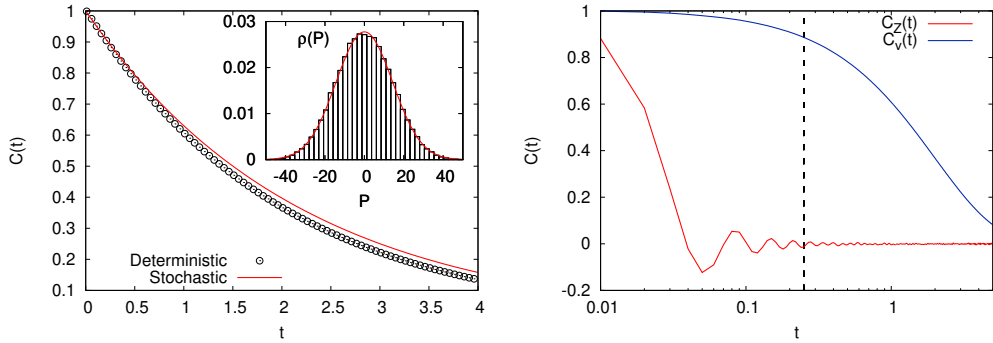 1
0.9
0.8
0.7
0.6
0.5
0.4
0.3
0.2
0.1
C(t)
0 0.5 1 1.5 2 2.5 3 3.5 4
t
Deterministic
Stochastic
0.03
0.02
0.01
0
ρ(P)
-40 -20 0 20 40
P
1
0.8
0.6
0.4
0.2
0
-0.2
C(t)
0.01 0.1 1
t
C_Z(t)
C_v(t)